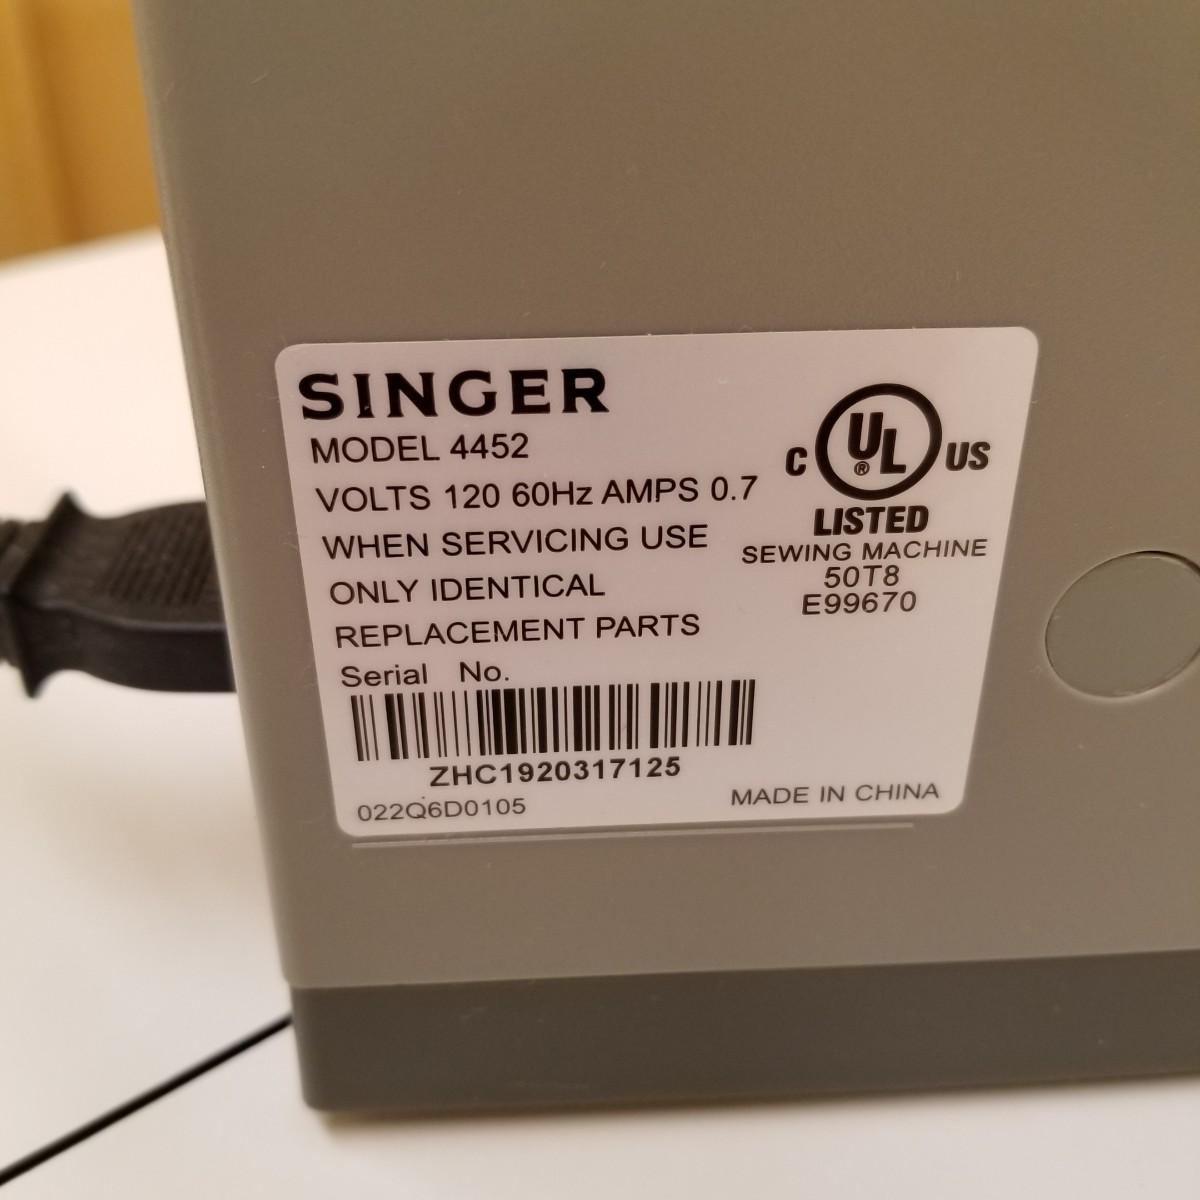 SINGER
MODEL 4452
VOLTS 120 60Hz AMPS 0.7
WHEN SERVICING USE
ONLY IDENTICAL
REPLACEMENT PARTS
Serial No.
ZHC1920317125
022Q6D0105
C UL ® US
LISTED
SEWING MACHINE
50T8
E99670
MADE IN CHINA